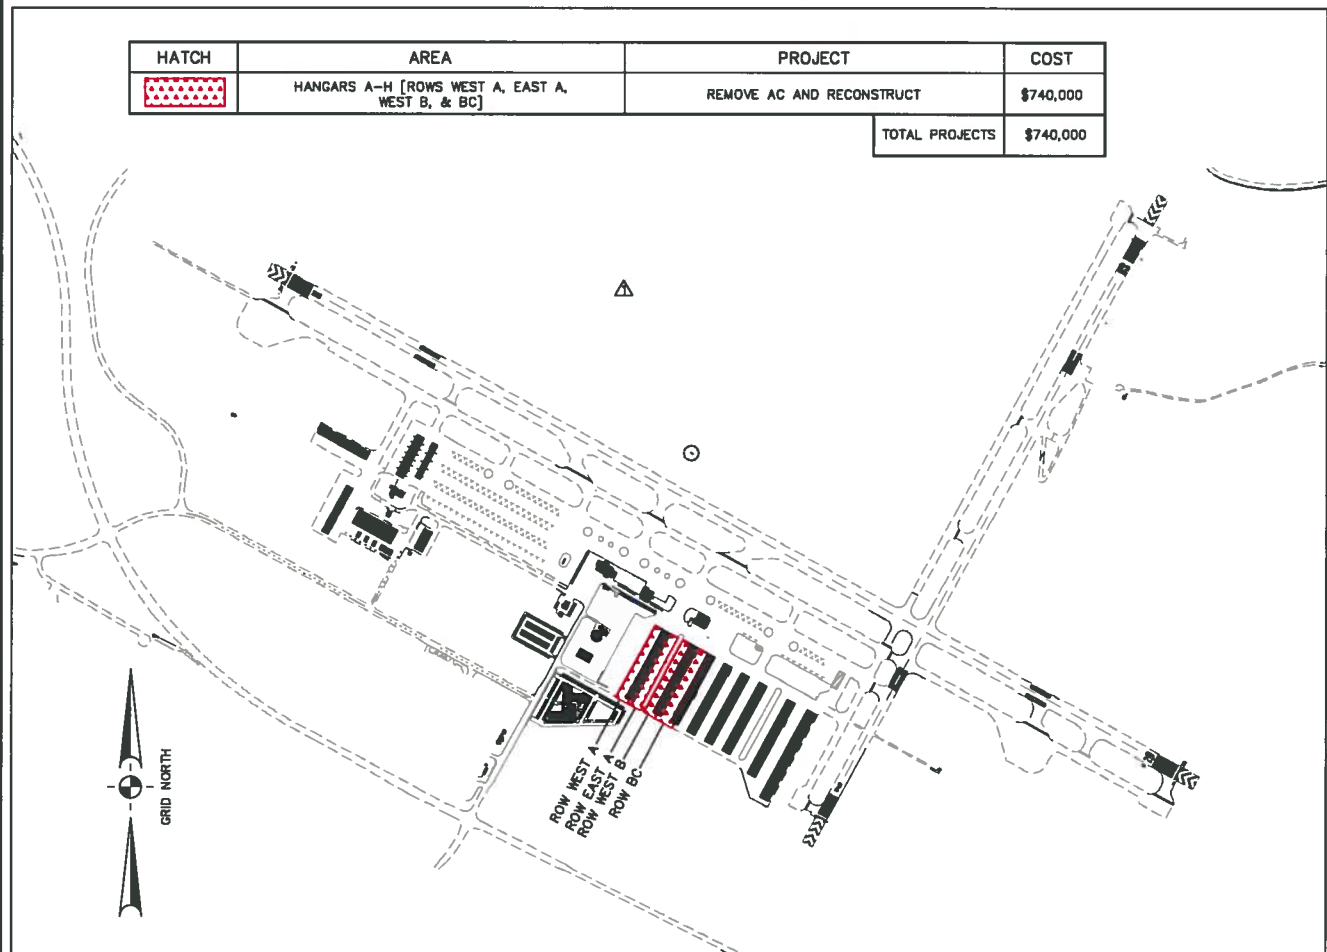 HATCH AREA PROJECT COST
HANGARS A-H [ROWS WEST A, EAST A,
WEST B, & BC]
REMOVE AC AND RECONSTRUCT
$740,000
TOTAL PROJECTS $740,000
ROW WEST A
ROW EAST A
ROW WEST B
ROW BC
GRID NORTH